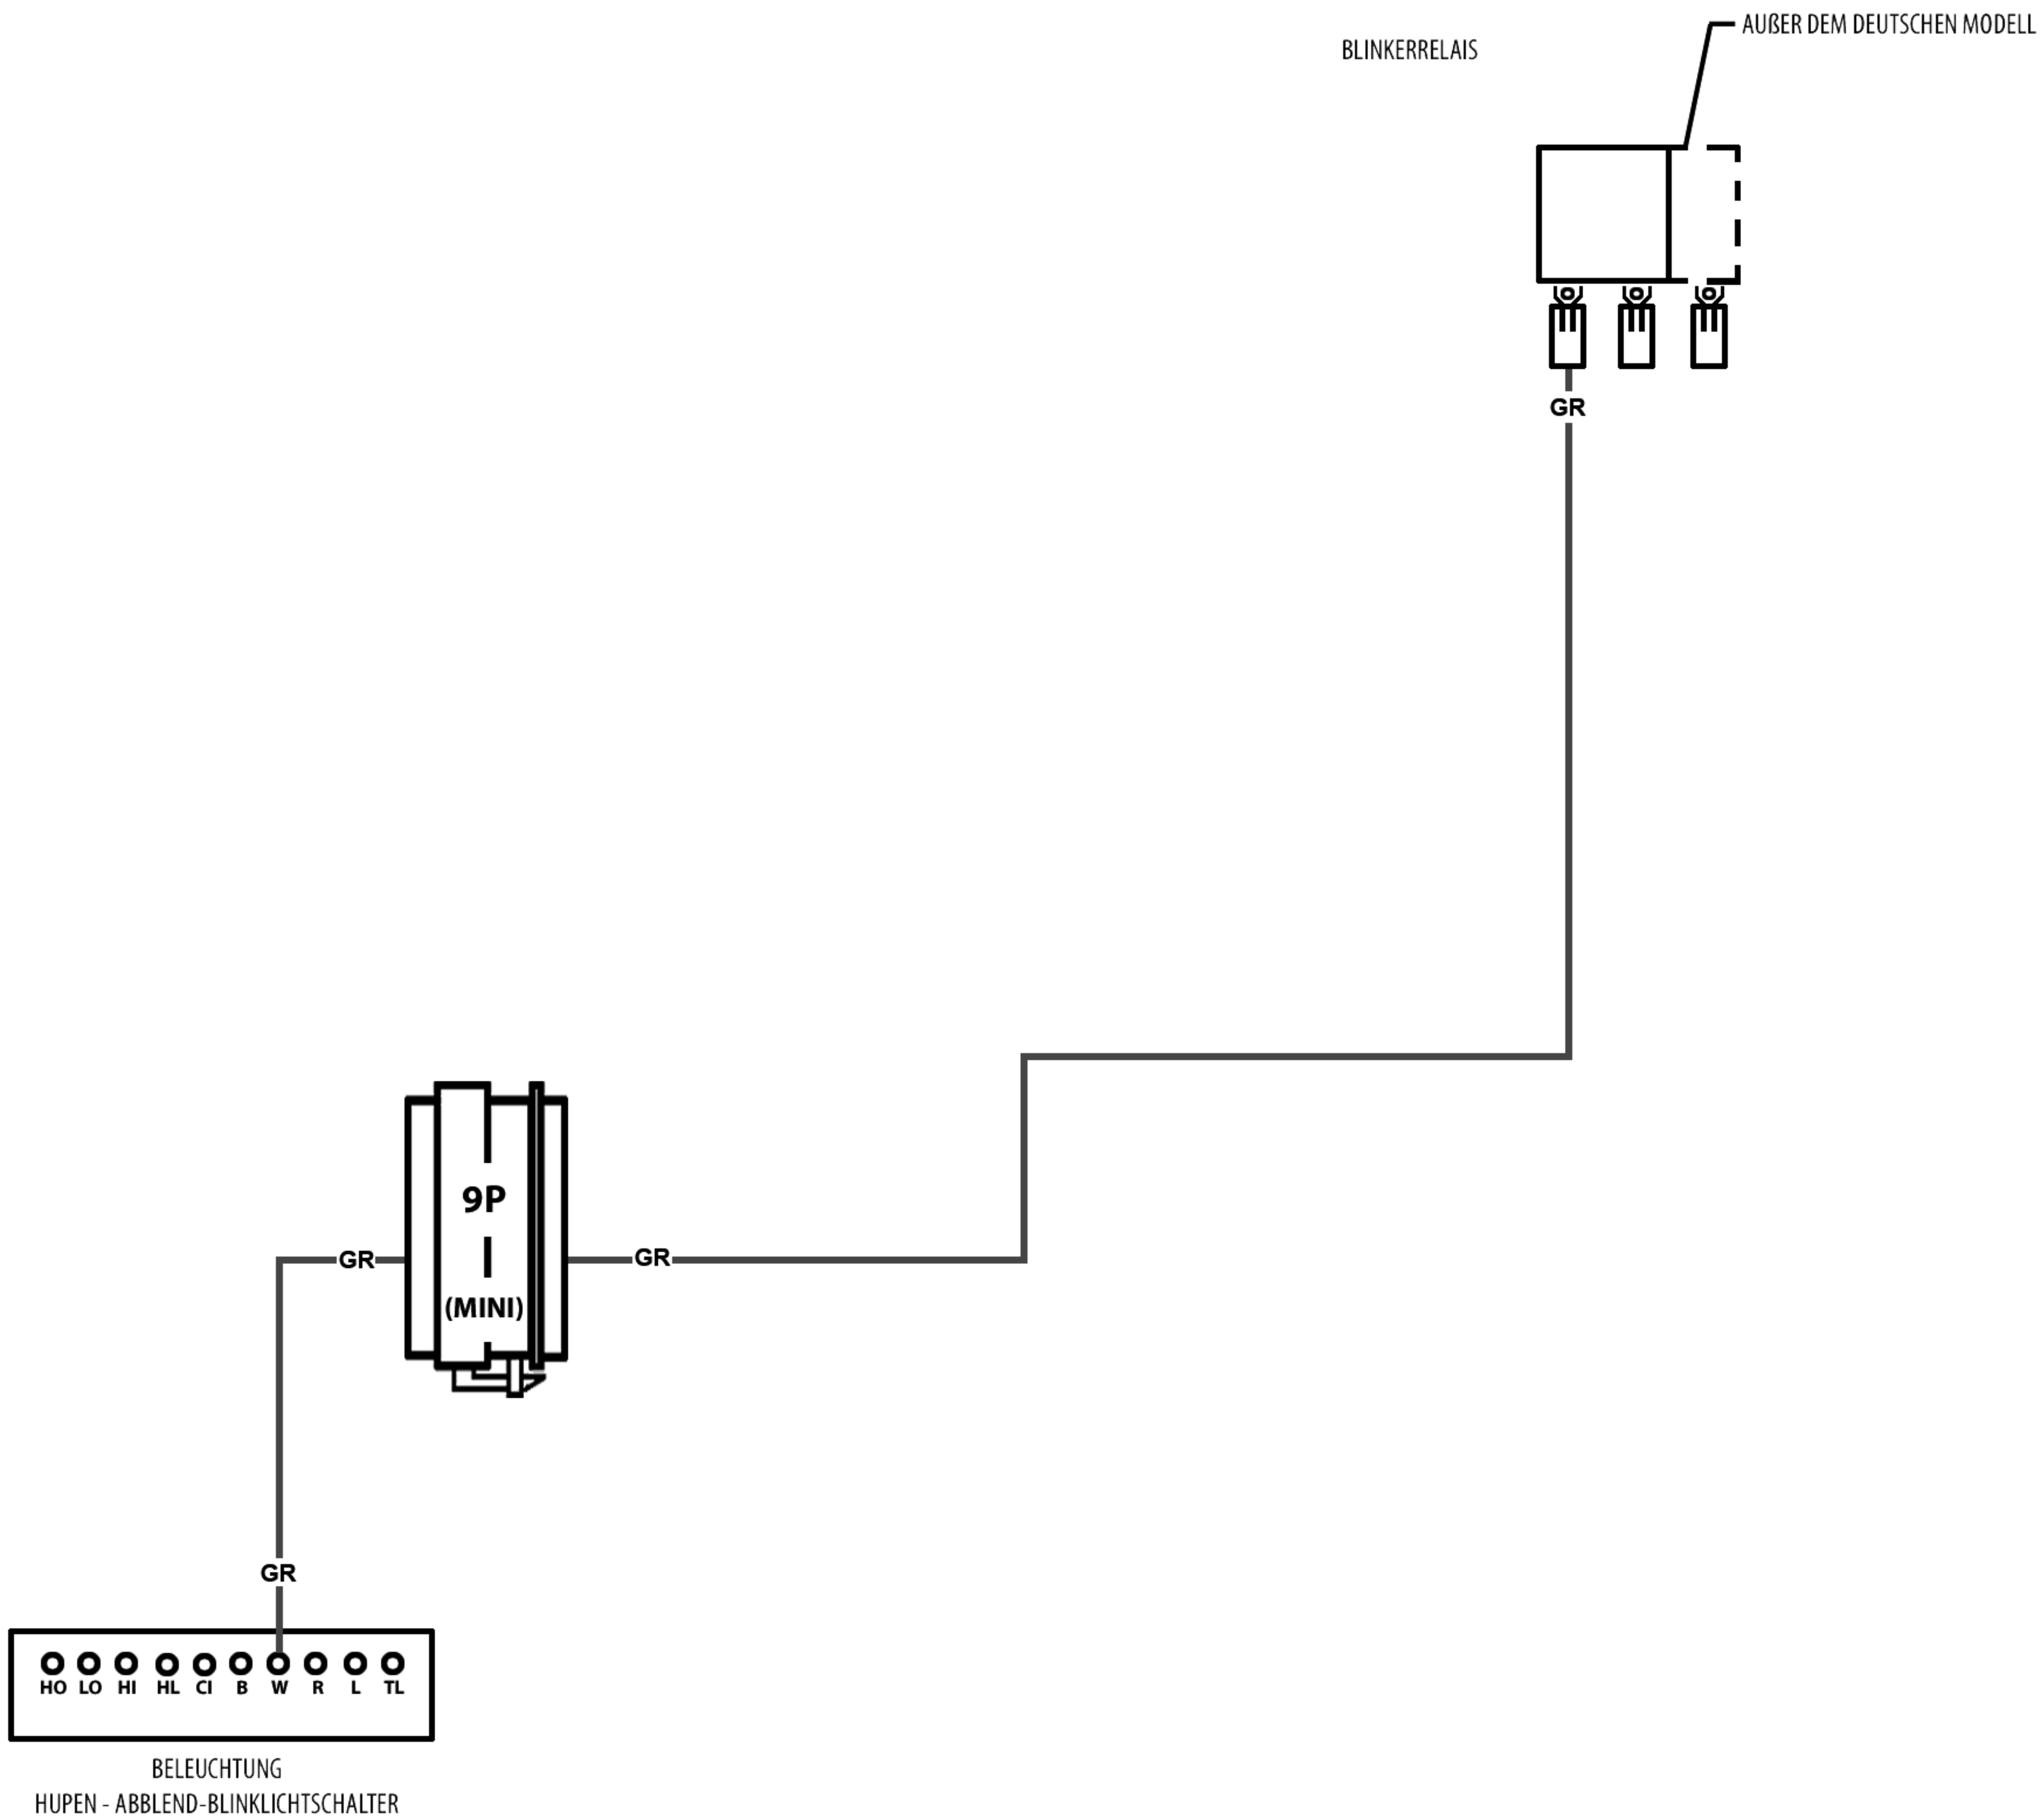 AUßER DEM DEUTSCHEN MODELL
BLINKERRELAIS
GR
9P
GR
GR
(MINI)
GR
HO LO HI HL CI B W R L TL
BELEUCHTUNG
HUPEN - ABBLEND-BLINKLICHTSCHALTER